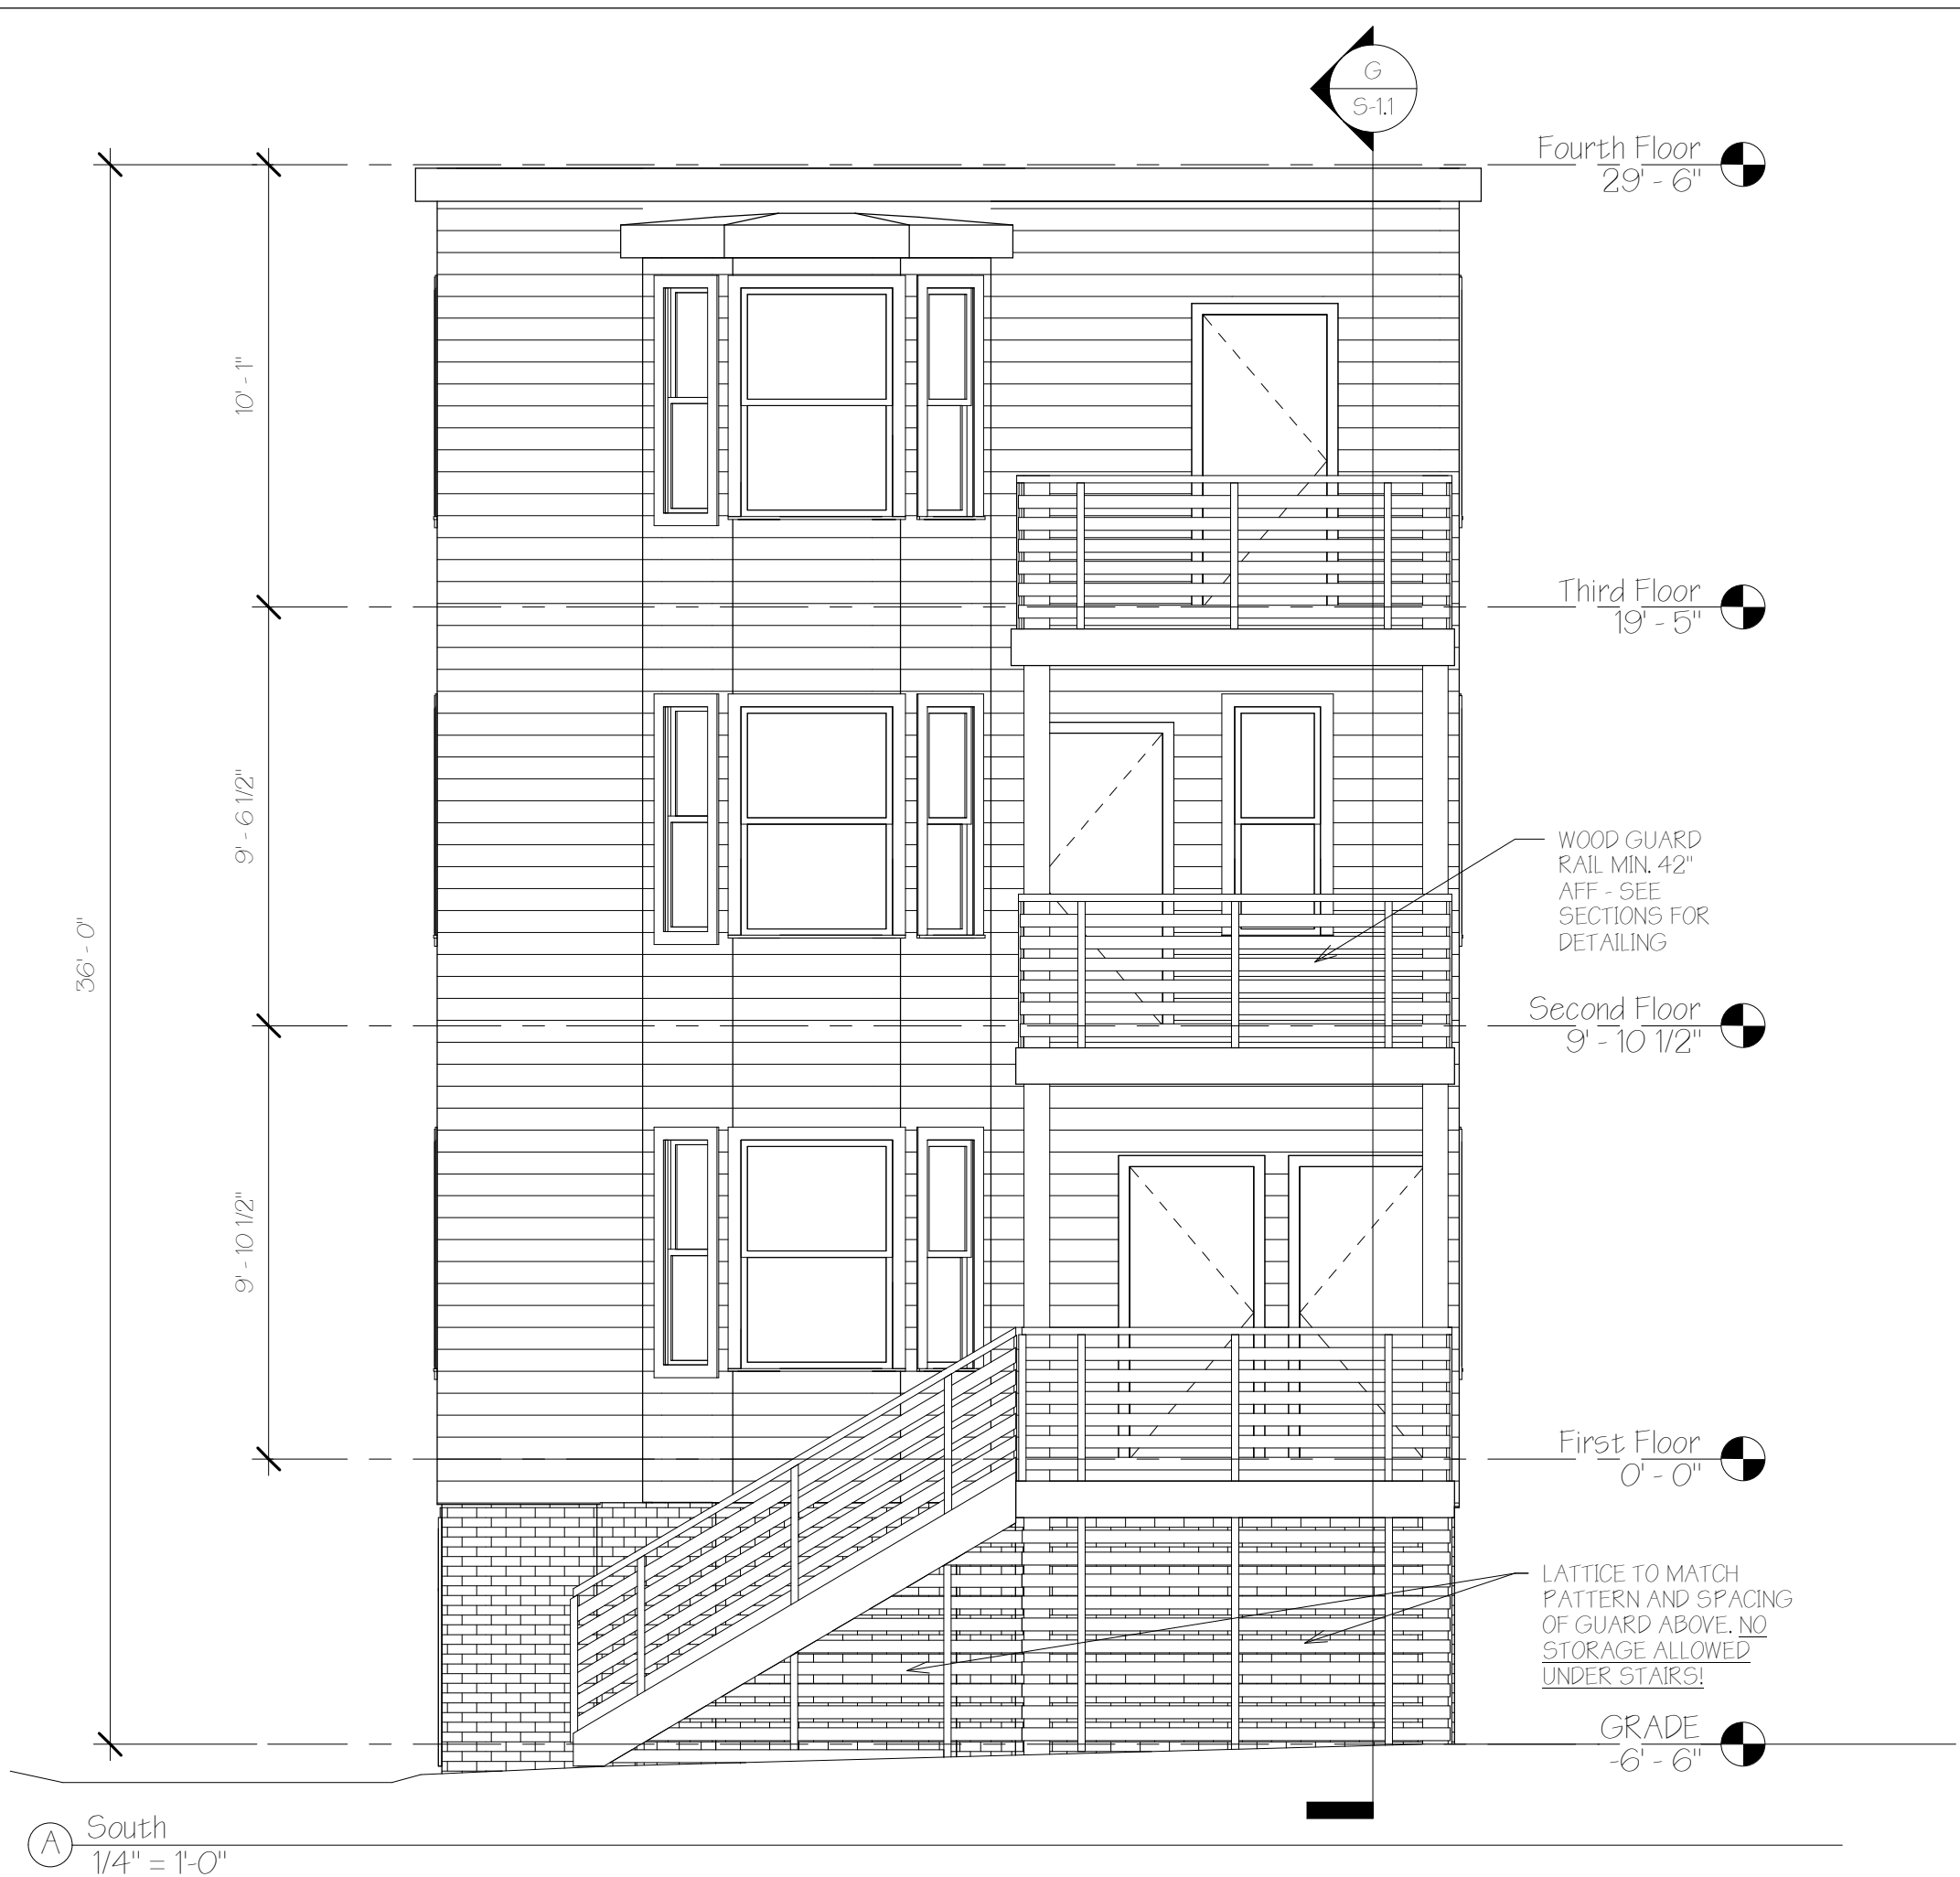 G
S-1.1
Fourth Floor
29' - 6"
10' - 1"
Third Floor
19' - 5"
9' - 6 1/2"
WOOD GUARD
RAIL MIN. 42"
AFF - SEE
SECTIONS FOR
DETAILING
36' - 0"
Second Floor
9' - 10 1/2"
9' - 10 1/2"
First Floor
0' - 0"
LATTICE TO MATCH
PATTERN AND SPACING
OF GUARD ABOVE. NO
STORAGE ALLOWED
UNDER STAIRS!
GRADE
-6' - 6"
A
South
1/4" = 1'-0"